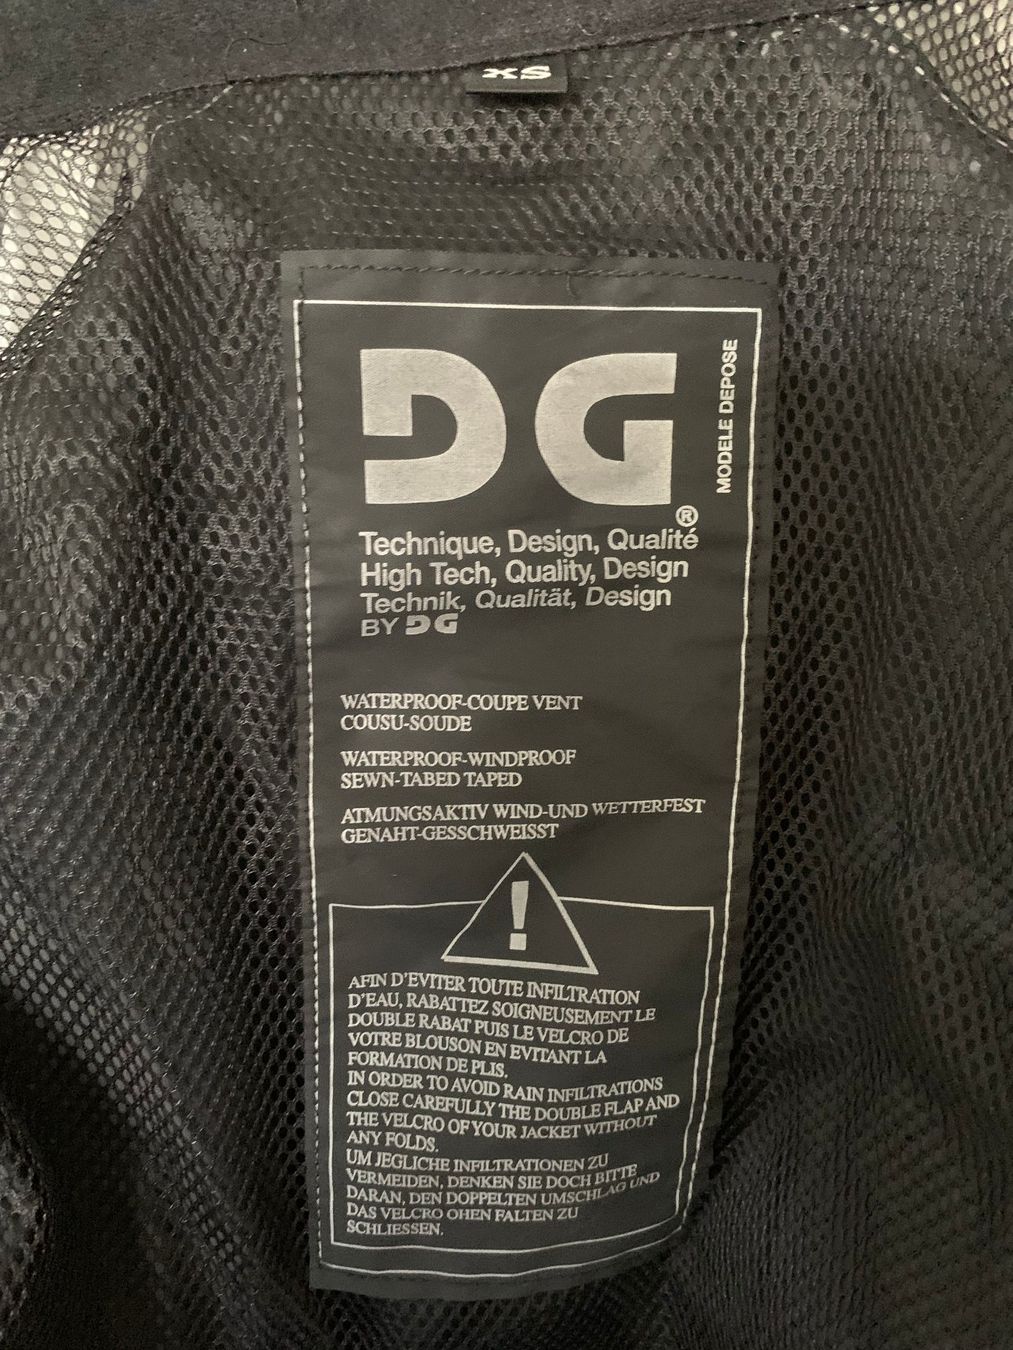 XS
DG
®
MODELE DEPOSE
Technique, Design, Qualité
High Tech, Quality, Design
Technik, Qualität, Design
BY DG
WATERPROOF-COUPE VENT
COUSU-SOUDE
WATERPROOF-WINDPROOF
SEWN-TABED TAPED
ATMUNGSAKTIV WIND-UND WETTERFEST
GENAHT-GESSCHWEISST
!
AFIN D'EVITER TOUTE INFILTRATION
D'EAU, RABATTEZ SOIGNEUSEMENT LE
DOUBLE RABAT PUIS LE VELCRO DE
VOTRE BLOUSON EN EVITANT LA
FORMATION DE PLIS.
IN ORDER TO AVOID RAIN INFILTRATIONS
CLOSE CAREFULLY THE DOUBLE FLAP AND
THE VELCRO OF YOUR JACKET WITHOUT
ANY FOLDS.
UM JEGLICHE INFILTRATIONEN ZU
VERMEIDEN, DENKEN SIE DOCH BITTE
DARAN, DEN DOPPELTEN UMSCHLAG UND
DAS VELCRO OHEN FALTEN ZU
SCHLIESSEN.